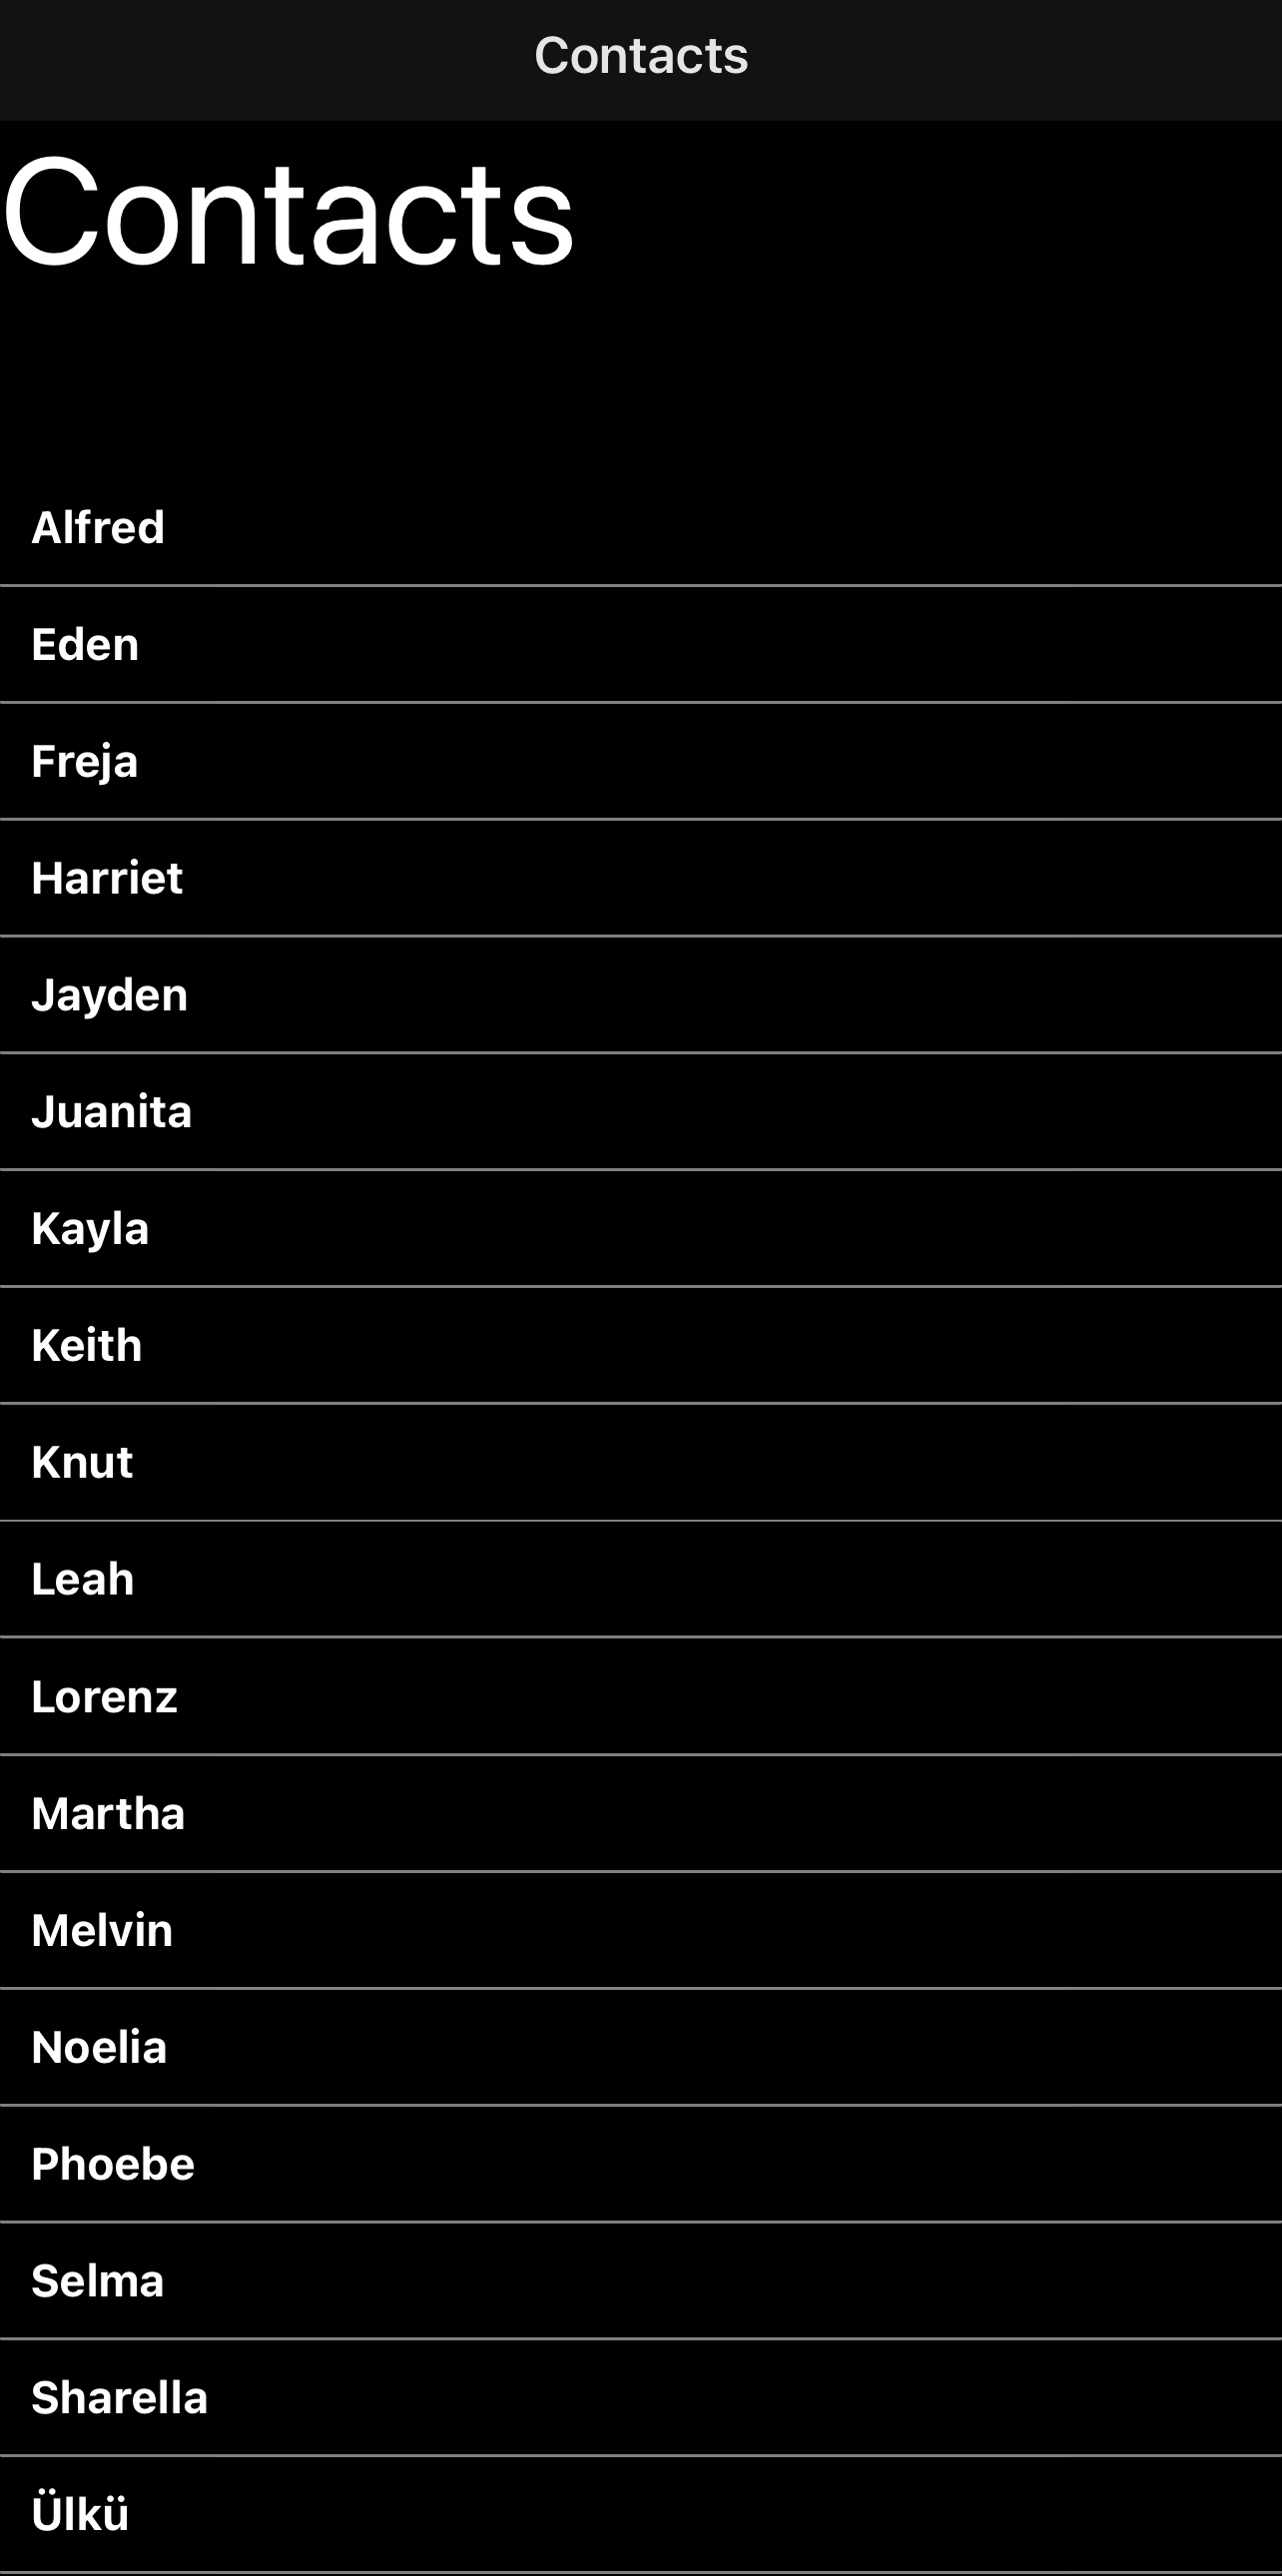 Contacts
Contacts
Alfred
Eden
Freja
Harriet
Jayden
Juanita
Kayla
Keith
Knut
Leah
Lorenz
Martha
Melvin
Noelia
Phoebe
Selma
Sharella
Ülkü